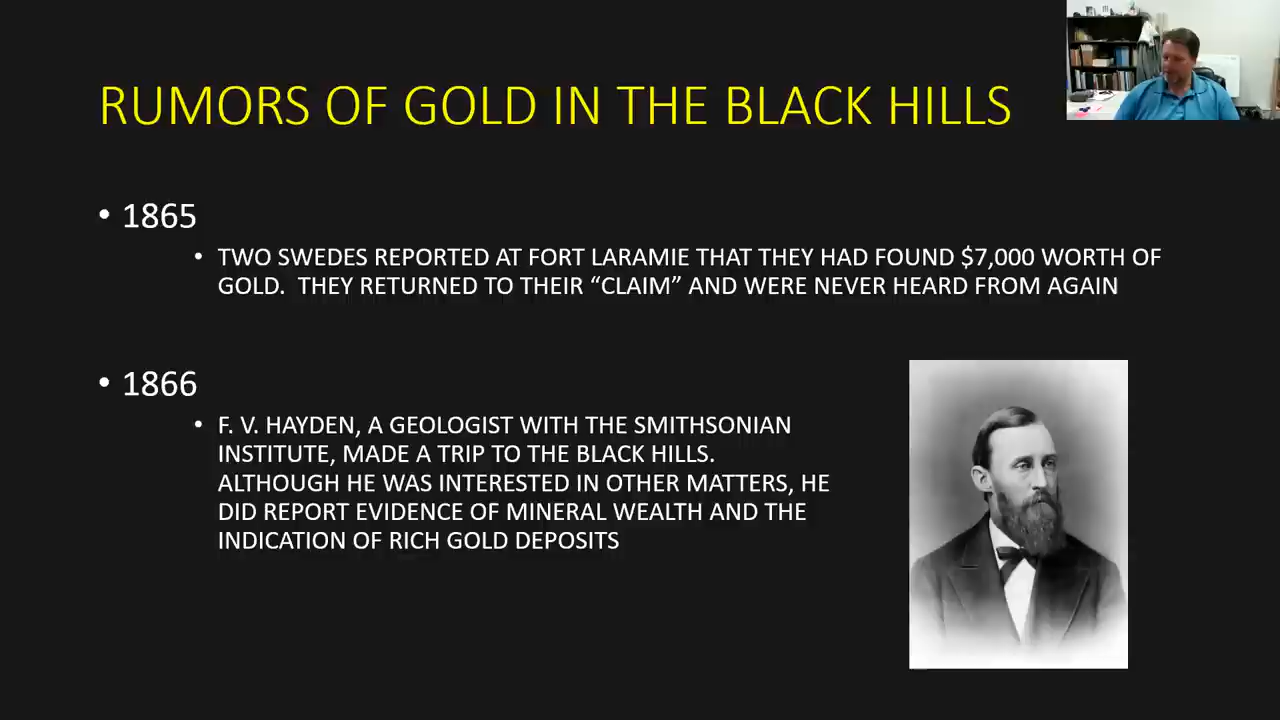 RUMORS OF GOLD IN THE BLACK HILLS
• 1865
• TWO SWEDES REPORTED AT FORT LARAMIE THAT THEY HAD FOUND $7,000 WORTH OF
GOLD.  THEY RETURNED TO THEIR “CLAIM” AND WERE NEVER HEARD FROM AGAIN
• 1866
• F. V. HAYDEN, A GEOLOGIST WITH THE SMITHSONIAN
INSTITUTE, MADE A TRIP TO THE BLACK HILLS.
ALTHOUGH HE WAS INTERESTED IN OTHER MATTERS, HE
DID REPORT EVIDENCE OF MINERAL WEALTH AND THE
INDICATION OF RICH GOLD DEPOSITS